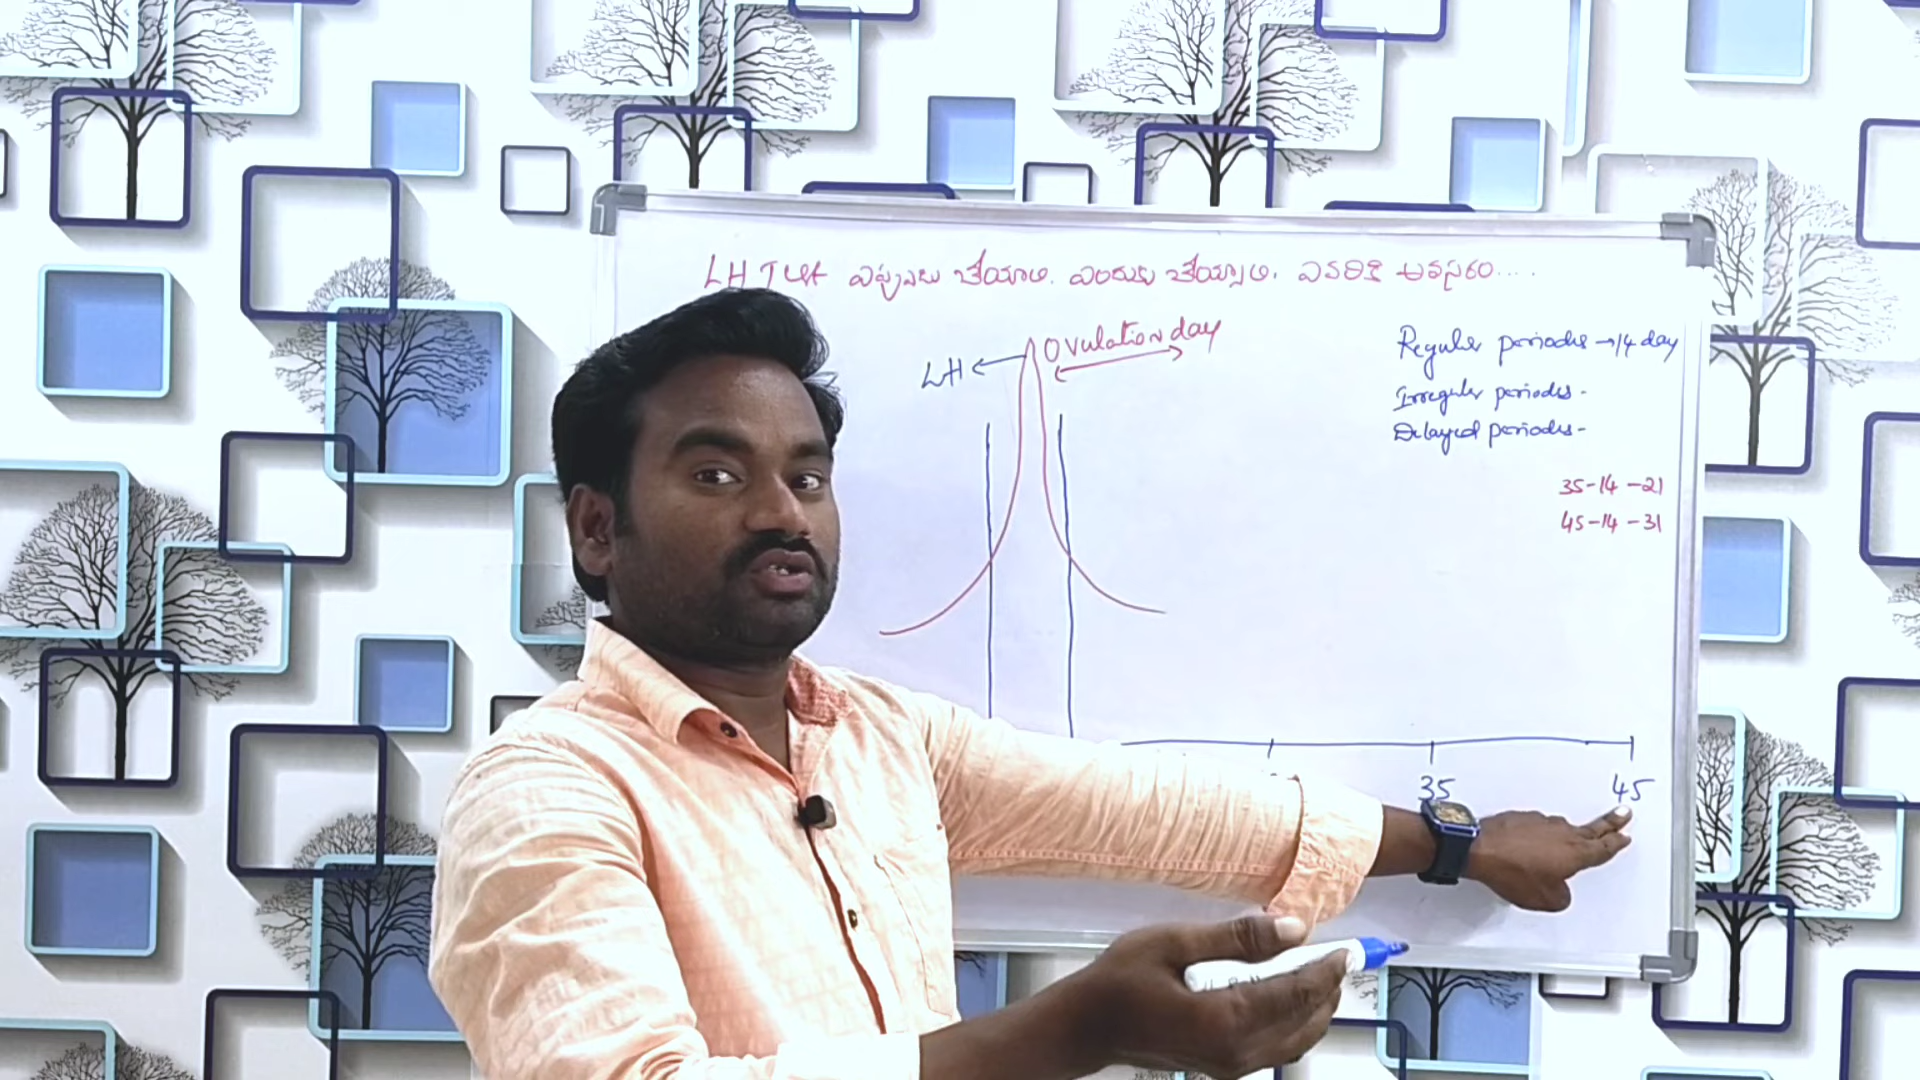 LH Test ఎప్పుడు చేయాలి. ఎందుకు చేయ్యాలి. ఎవరికి అవసరం.....
LH
Ovulation day
Regular periods → 14 day
Irregular periods -
Delayed periods -
35-14 - 21
45-14 - 31
35
45